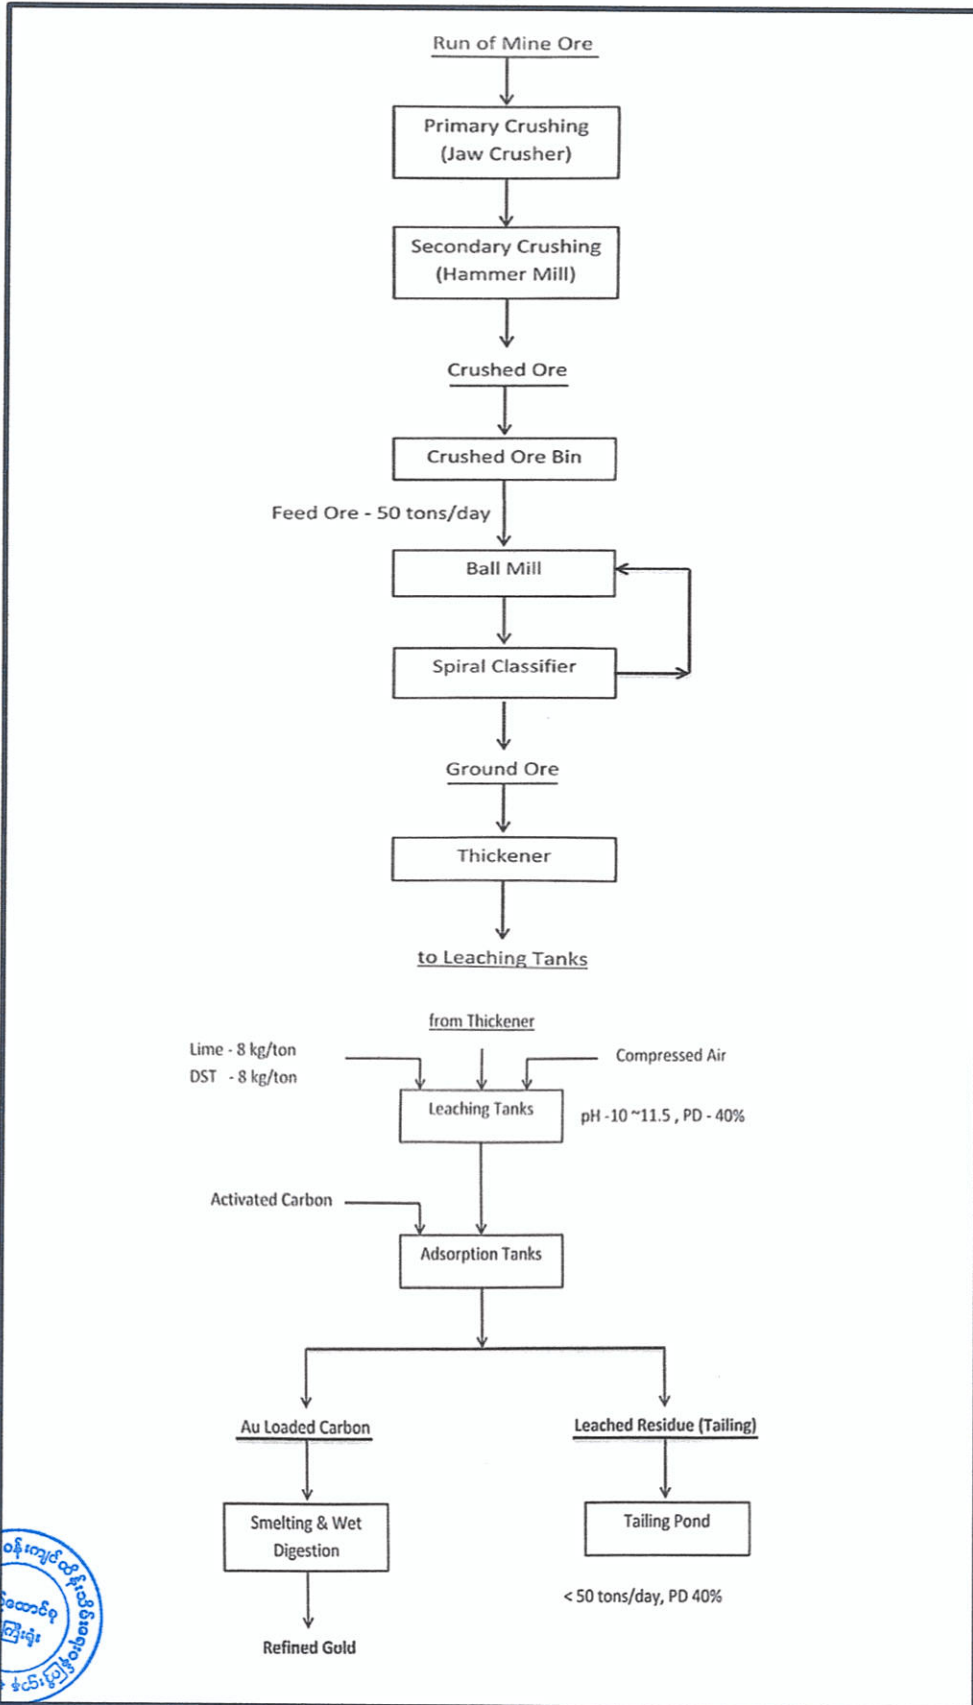 Run of Mine Ore
Primary Crushing
(Jaw Crusher)
Secondary Crushing
(Hammer Mill)
Crushed Ore
Crushed Ore Bin
Feed Ore - 50 tons/day
Ball Mill
Spiral Classifier
Ground Ore
Thickener
to Leaching Tanks
from Thickener
Lime - 8 kg/ton
Compressed Air
DST - 8 kg/ton
Leaching Tanks
pH -10 ~11.5 , PD - 40%
Activated Carbon
Adsorption Tanks
Au Loaded Carbon
Leached Residue (Tailing)
Smelting & Wet
Digestion
Tailing Pond
< 50 tons/day, PD 40%
Refined Gold